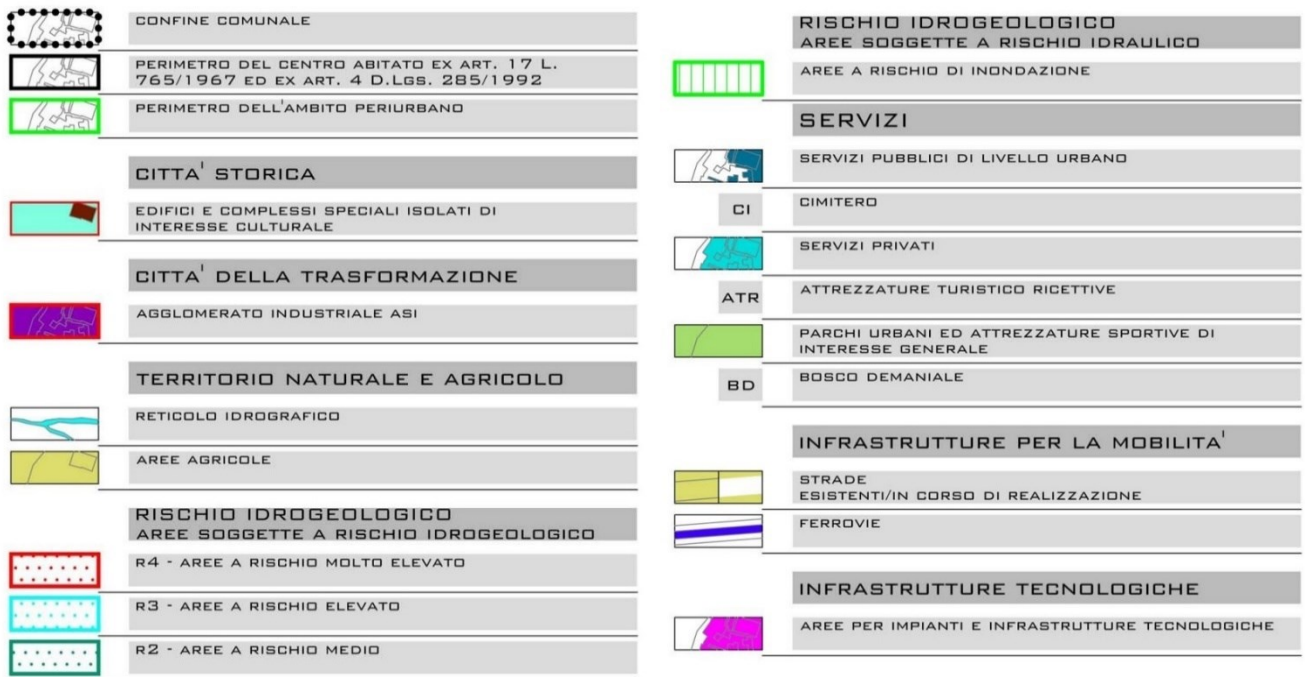 CONFINE COMUNALE
PERIMETRO DEL CENTRO ABITATO EX ART. 17 L.
765/1967 ED EX ART. 4 D.LGS. 285/1992
PERIMETRO DELL'AMBITO PERIURBANO
CITTA' STORICA
EDIFICI E COMPLESSI SPECIALI ISOLATI DI
INTERESSE CULTURALE
CITTA' DELLA TRASFORMAZIONE
AGGLOMERATO INDUSTRIALE ASI
TERRITORIO NATURALE E AGRICOLO
RETICOLO IDROGRAFICO
AREE AGRICOLE
RISCHIO IDROGEOLOGICO
AREE SOGGETTE A RISCHIO IDROGEOLOGICO
R4 - AREE A RISCHIO MOLTO ELEVATO
R3 - AREE A RISCHIO ELEVATO
R2 - AREE A RISCHIO MEDIO
RISCHIO IDROGEOLOGICO
AREE SOGGETTE A RISCHIO IDRAULICO
AREE A RISCHIO DI INONDAZIONE
SERVIZI
SERVIZI PUBBLICI DI LIVELLO URBANO
CI CIMITERO
SERVIZI PRIVATI
ATR ATTREZZATURE TURISTICO RICETTIVE
PARCHI URBANI ED ATTREZZATURE SPORTIVE DI
INTERESSE GENERALE
BD BOSCO DEMANIALE
INFRASTRUTTURE PER LA MOBILITA'
STRADE
ESISTENTI/IN CORSO DI REALIZZAZIONE
FERROVIE
INFRASTRUTTURE TECNOLOGICHE
AREE PER IMPIANTI E INFRASTRUTTURE TECNOLOGICHE